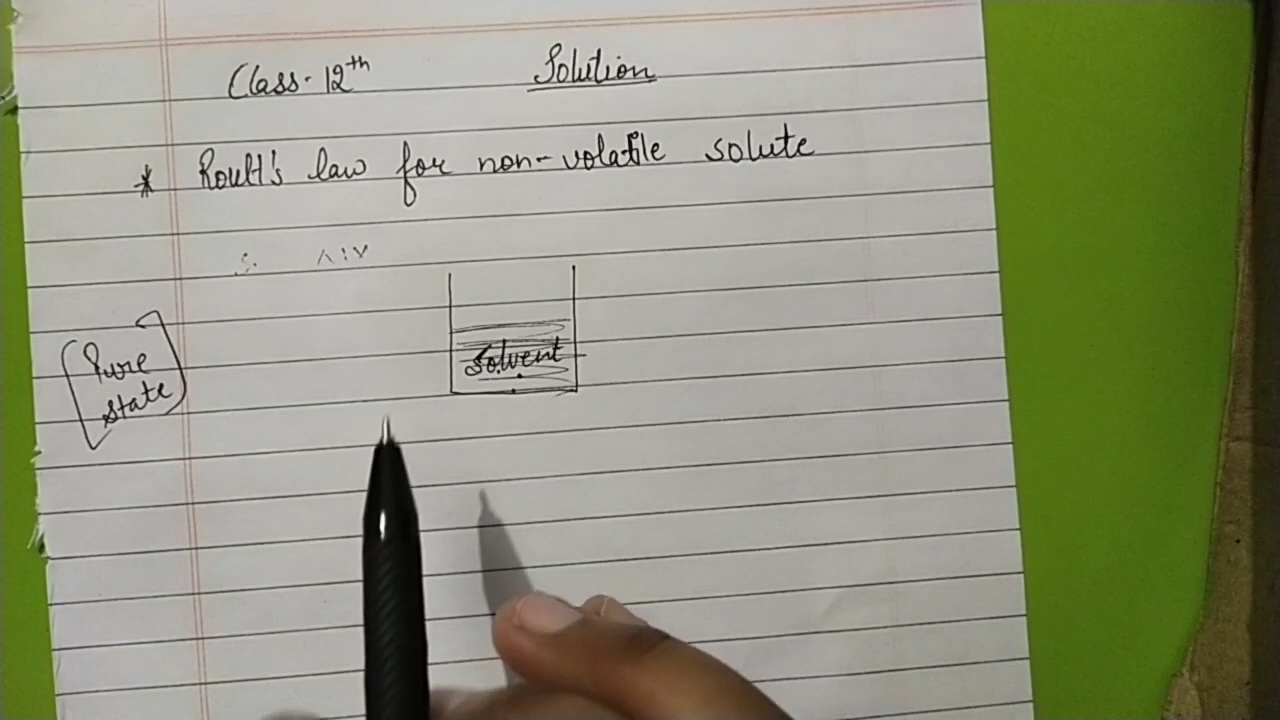 Class. 12th Solution
* Roult's law for non-volatile solute
Solvent
Pure
state